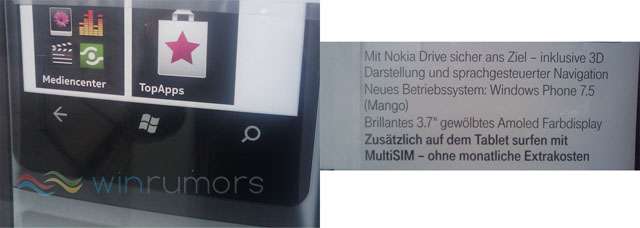 Mediencenter
TopApps
winrumors
Mit Nokia Drive sicher ans Ziel – inklusive 3D
Darstellung und sprachgesteuerter Navigation
Neues Betriebssystem: Windows Phone 7.5
(Mango)
Brillantes 3.7" gewölbtes Amoled Farbdisplay
Zusätzlich auf dem Tablet surfen mit
MultiSIM – ohne monatliche Extrakosten